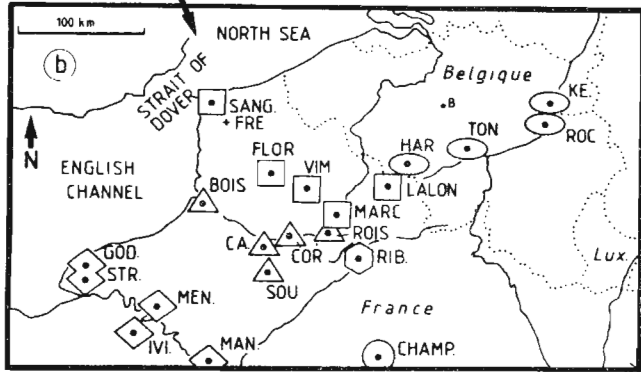 100 km
NORTH SEA
b
STRAIT OF
DOVER
Belgique
KE.
SANG.
B
FRE
TON
ROC
N
HAR
FLOR
VIM
ENGLISH
CHANNEL
BOIS
LALON
MARC
ROIS
CA.
COR
GOD.
RIB.
Lux.
STR.
SOU
MEN.
France
IVI.
MAN.
CHAMP.